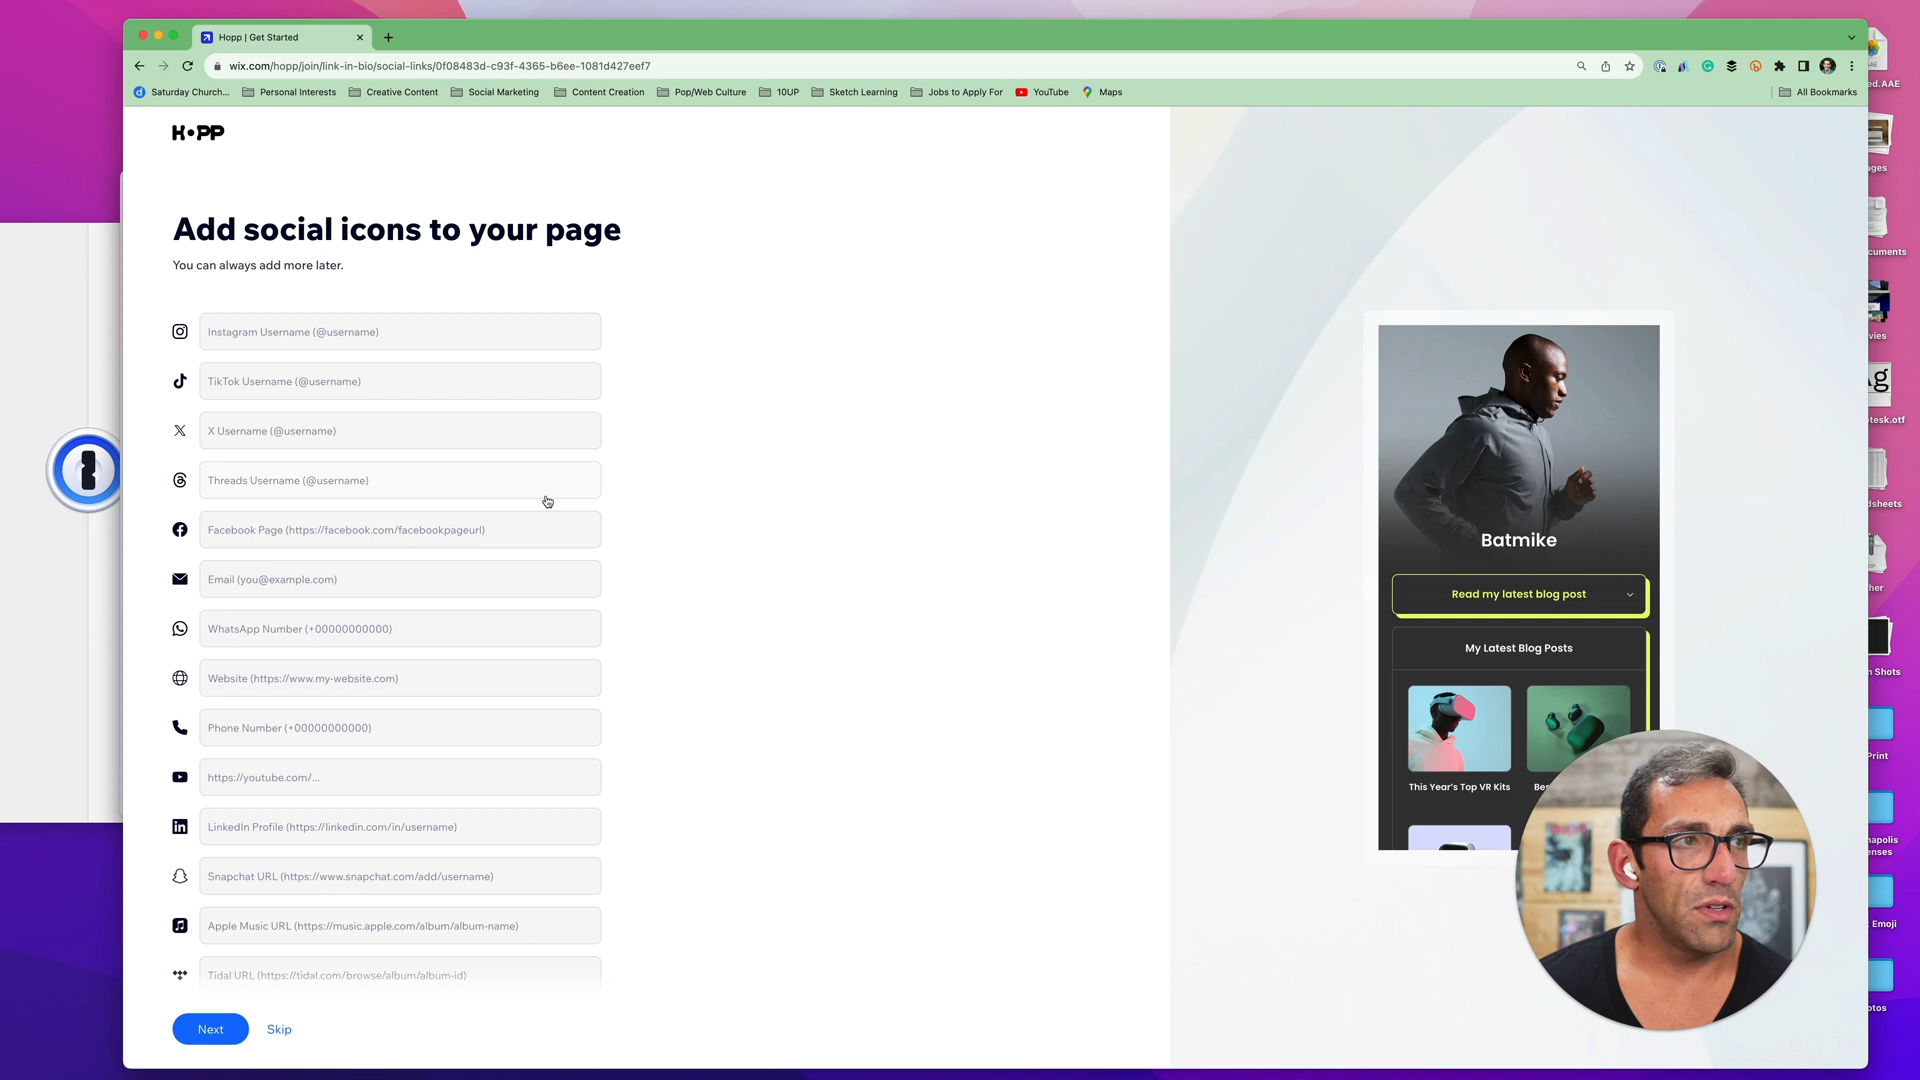 Hopp | Get Started
wix.com/hopp/join/link-in-bio/social-links/0f08483d-c93f-4365-b6ee-1081d427eef7
Saturday Church...
Personal Interests
Creative Content
Social Marketing
Content Creation
Pop/Web Culture
10UP
Sketch Learning
Jobs to Apply For
YouTube
Maps
All Bookmarks
HOPP
Add social icons to your page
You can always add more later.
Instagram Username (@username)
TikTok Username (@username)
X Username (@username)
Threads Username (@username)
Facebook Page (https://facebook.com/facebookpageurl)
Email (you@example.com)
WhatsApp Number (+00000000000)
Website (https://www.my-website.com)
Phone Number (+00000000000)
https://youtube.com/...
LinkedIn Profile (https://linkedin.com/in/username)
Snapchat URL (https://www.snapchat.com/add/username)
Apple Music URL (https://music.apple.com/album/album-name)
Tidal URL (https://tidal.com/browse/album/album-id)
Next
Skip
Batmike
Read my latest blog post
My Latest Blog Posts
This Year's Top VR Kits
Bes
AAE
ed.AAE
ages
cuments
vies
Ag
tesk.otf
dsheets
her
n Shots
Print
napolis
enses
Emoji
otos